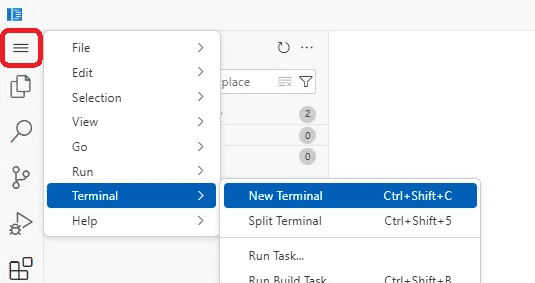 File
Edit
Selection
place
View
2
Go
0
Run
0
Terminal
New Terminal Ctrl+Shift+C
Help
Split Terminal Ctrl+Shift+5
Run Task...
Run Build Task Ctrl+Shift+B